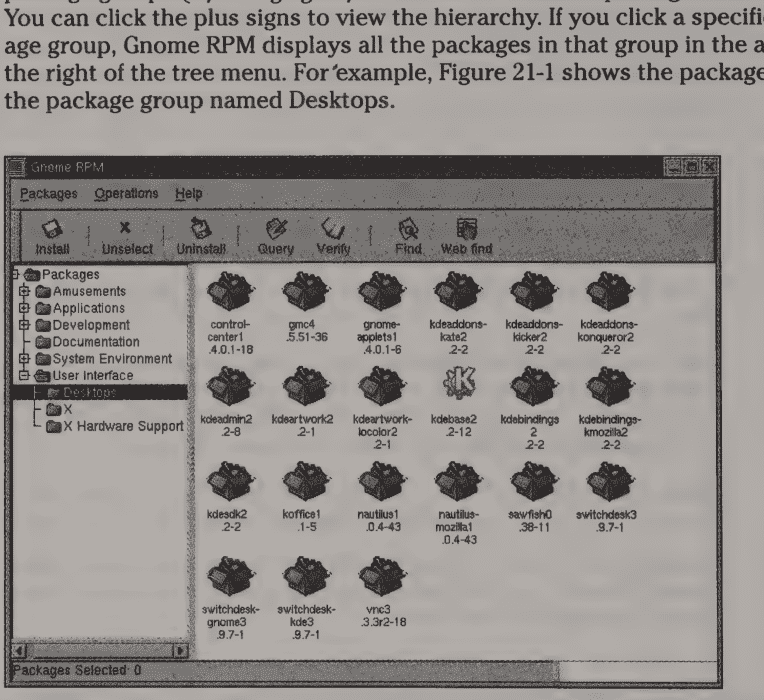 You can click the plus signs to view the hierarchy. If you click a specifi
age group, Gnome RPM displays all the packages in that group in the a
the right of the tree menu. For example, Figure 21-1 shows the package
the package group named Desktops.
Gnome RPM
Packages Operations Help
Install Unselect Uninstall Query Verify Find Web find
Packages
Amusements
Applications
Development
Documentation
System Environment
User Interface
Desktops
X
X Hardware Support
control- gmc4 gnome- kdeaddons- kdeaddons- kdeaddons-
center1 .5.51-36 applets1 kate2 kicker2 konqueror2
.4.0.1-18 .4.0.1-6 .2-2 .2-2 .2-2
kdeadmin2 kdeartwork2 kdeartwork- kdebase2 kdebindings kdebindings-
.2-8 .2-1 locolor2 .2-12 2 kmozilla2
.2-1 .2-2 .2-2
kdesdk2 koffice1 nautilus1 nautilus- sawfish0 switchdesk3
.2-2 .1-5 .0.4-43 mozilla1 .38-11 .9.7-1
.0.4-43
switchdesk- switchdesk- vnc3
gnome3 kde3 .3.3r2-18
.9.7-1 .9.7-1
Packages Selected: 0